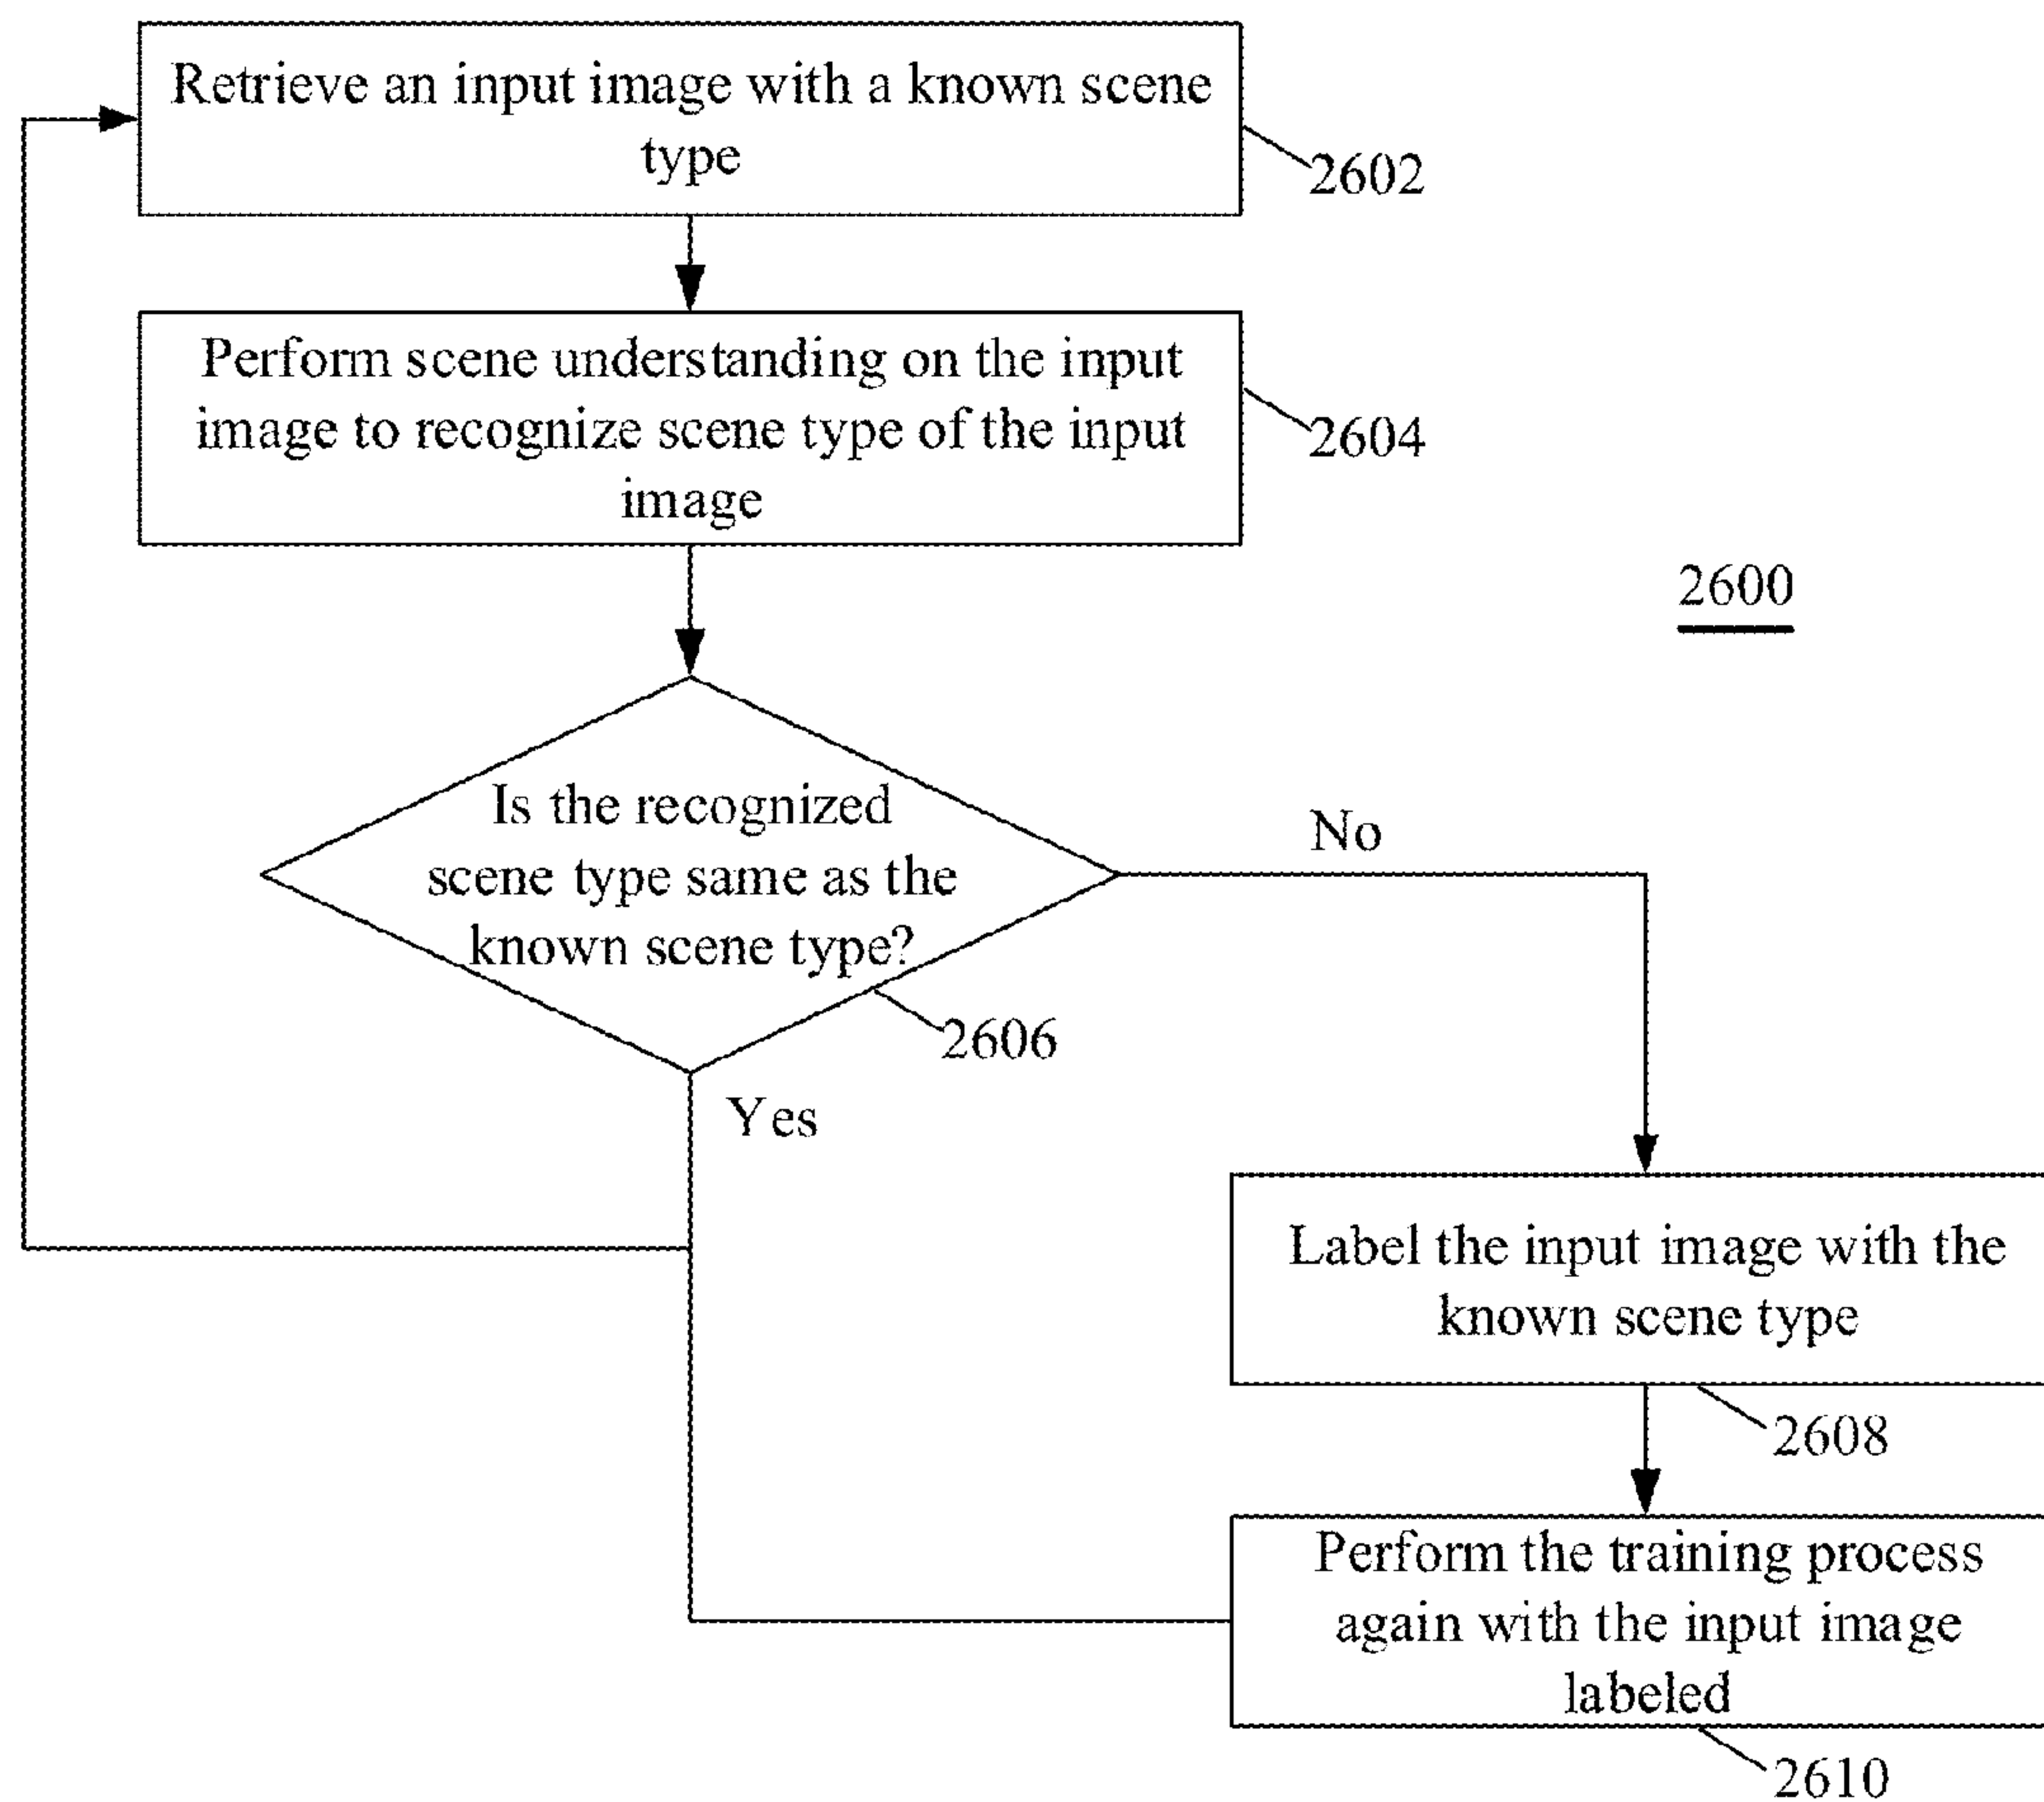 Retrieve an input image with a known scene
type
2602
Perform scene understanding on the input
image to recognize scene type of the input
image
2604
2600
Is the recognized
scene type same as the
known scene type?
2606
No
Yes
Label the input image with the
known scene type
2608
Perform the training process
again with the input image
labeled
2610